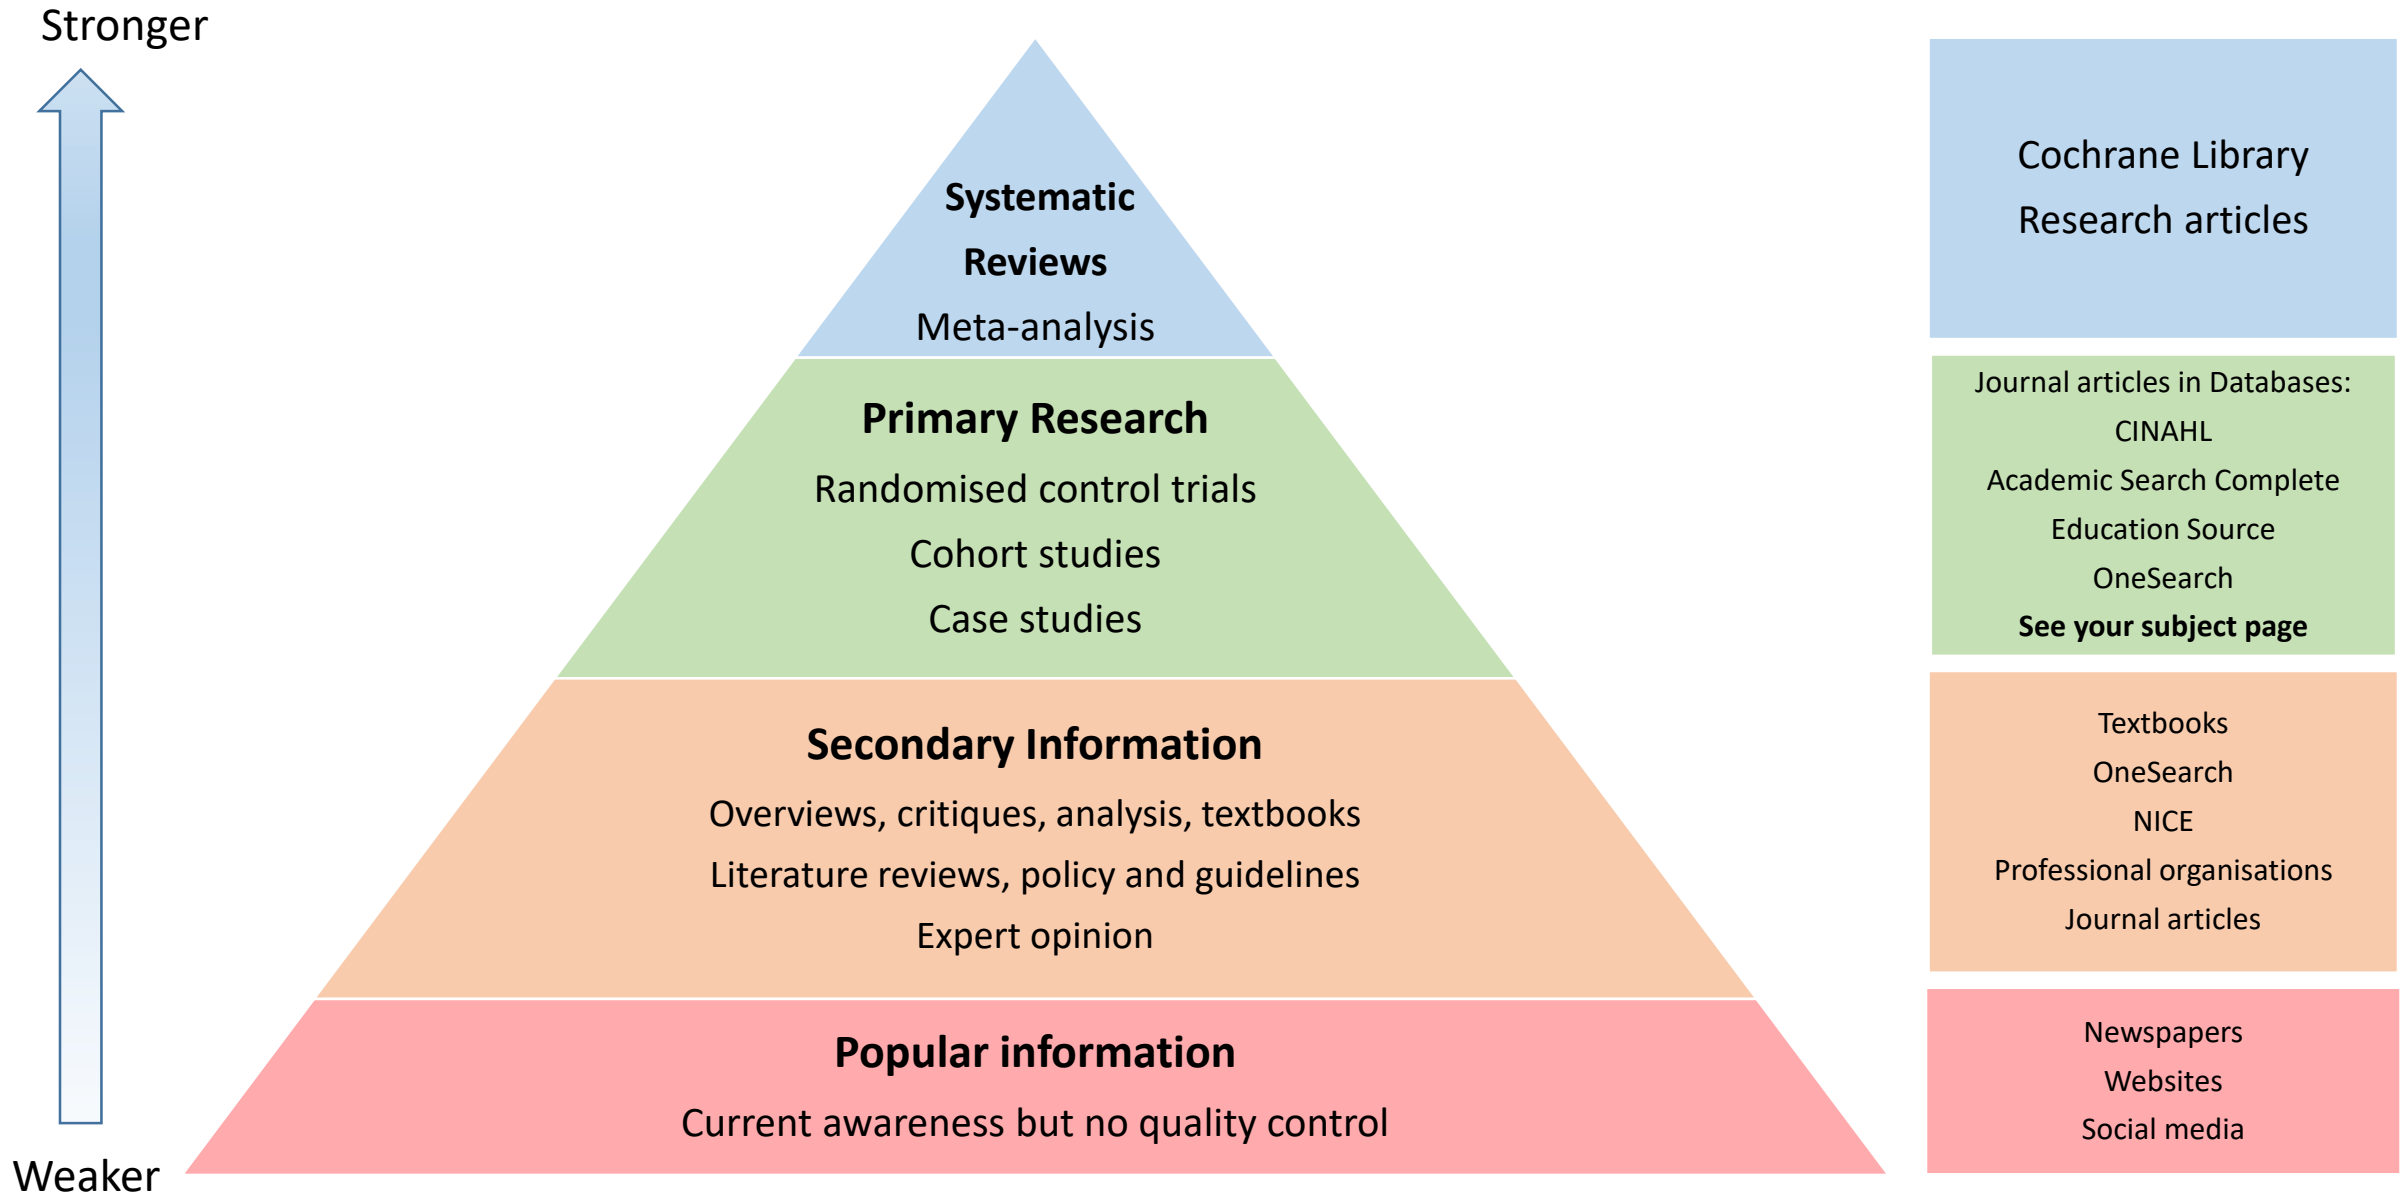 Stronger
Systematic
Reviews
Meta-analysis
Primary Research
Randomised control trials
Cohort studies
Case studies
Secondary Information
Overviews, critiques, analysis, textbooks
Literature reviews, policy and guidelines
Expert opinion
Popular information
Current awareness but no quality control
Weaker
Cochrane Library
Research articles
Journal articles in Databases:
CINAHL
Academic Search Complete
Education Source
OneSearch
See your subject page
Textbooks
OneSearch
NICE
Professional organisations
Journal articles
Newspapers
Websites
Social media